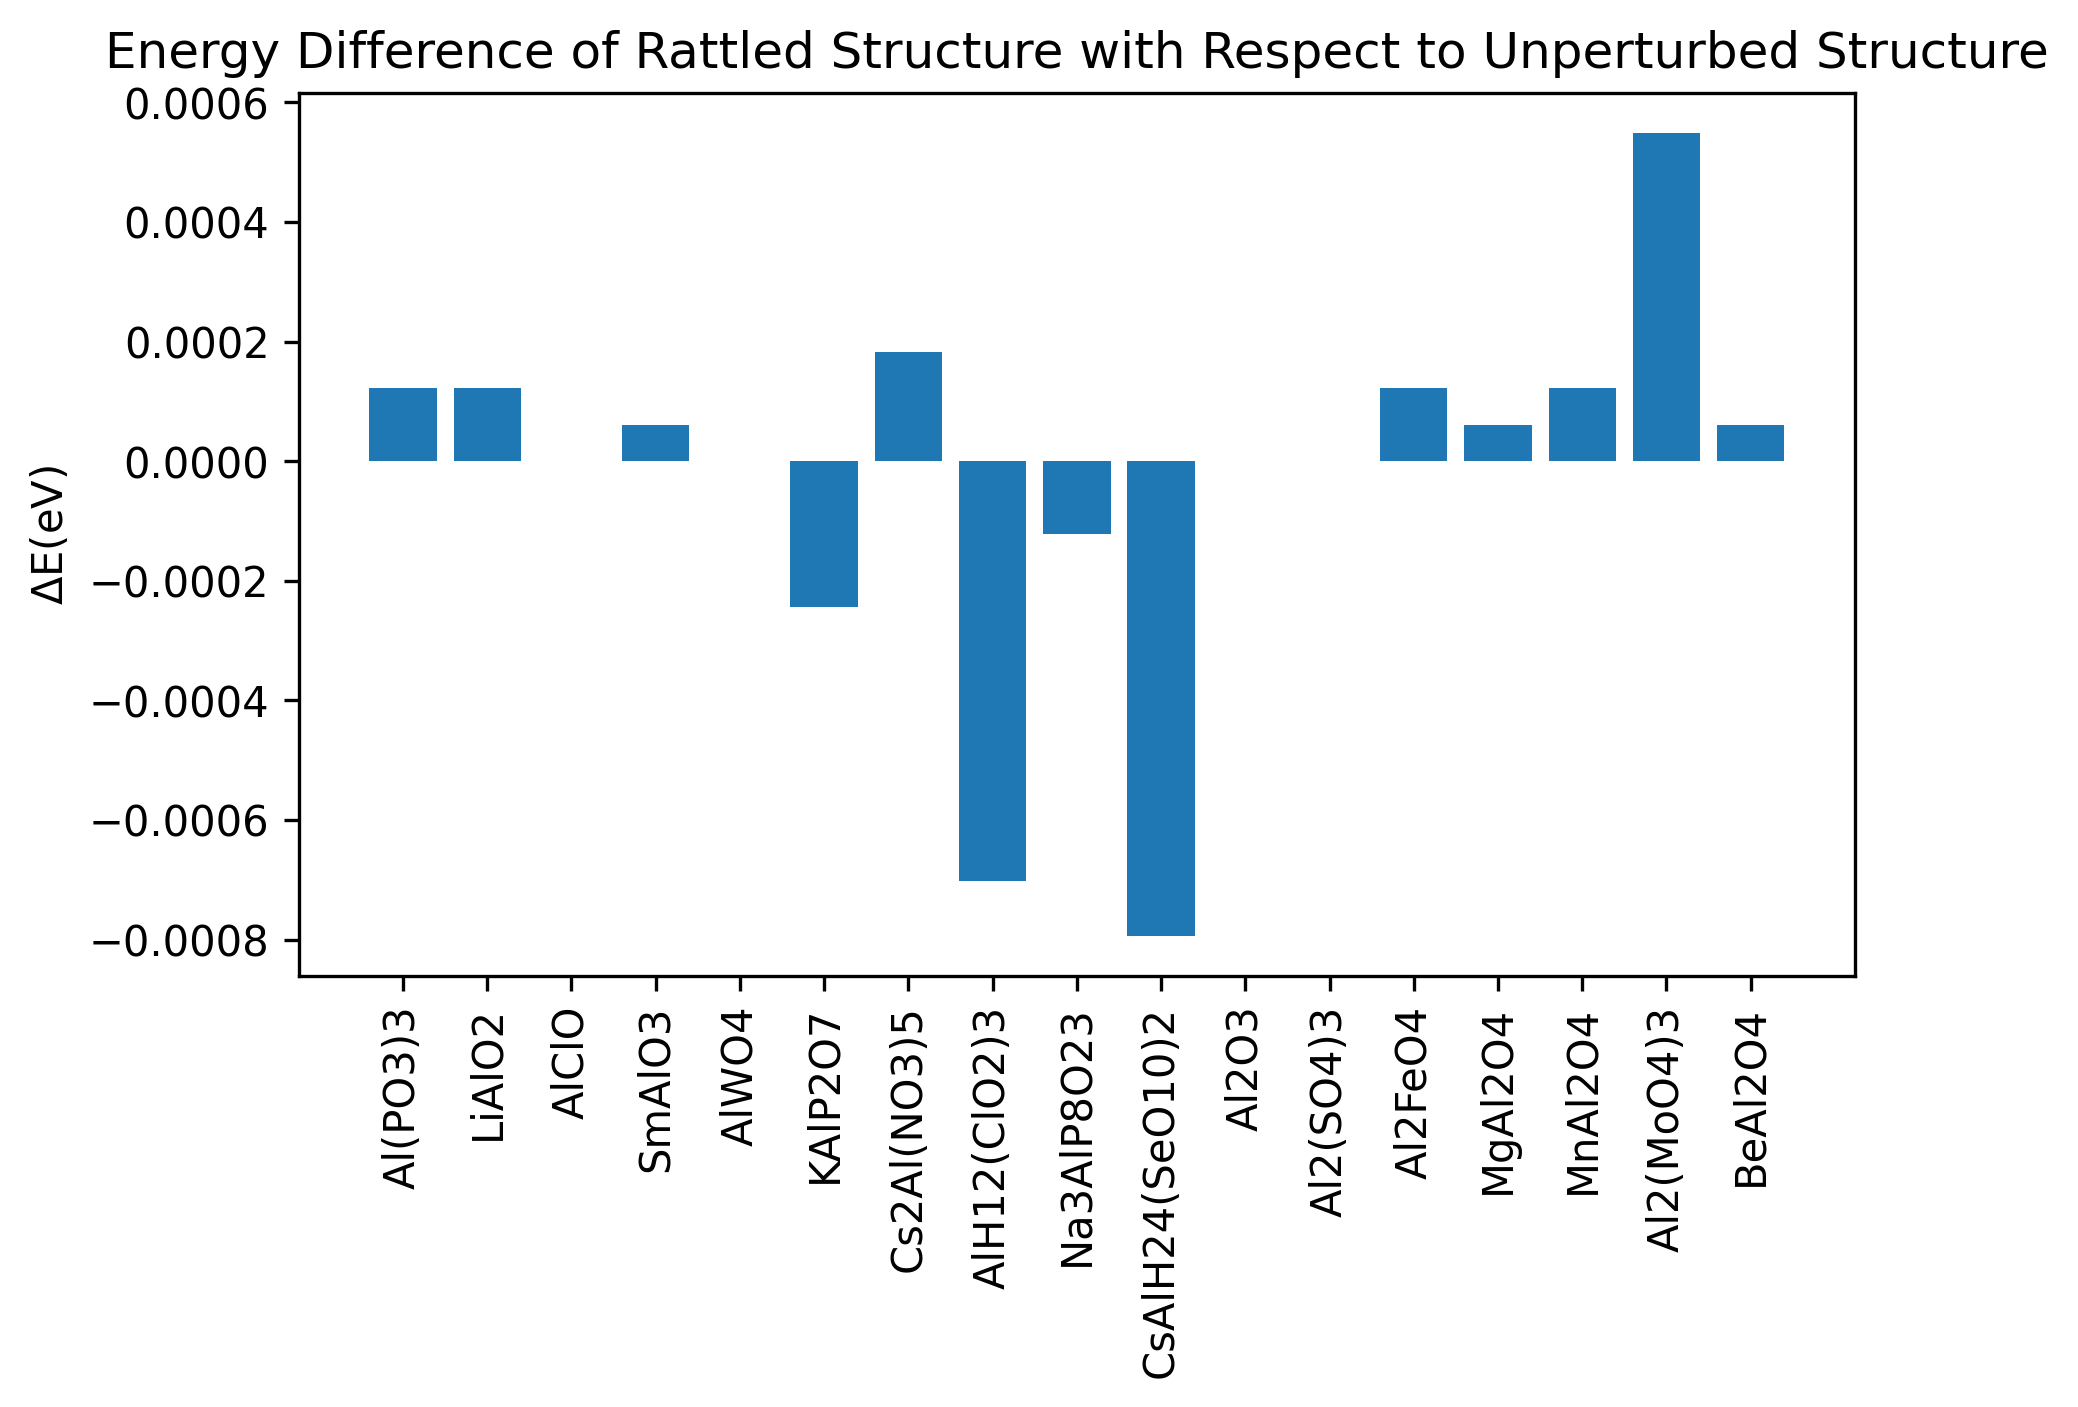 Energy Difference of Rattled Structure with Respect to Unperturbed Structure
0.0006
0.0004
0.0002
0.0000
−0.0002
−0.0004
−0.0006
−0.0008
ΔE(eV)
Al(PO3)3
LiAlO2
AlClO
SmAlO3
AlWO4
KAlP2O7
Cs2Al(NO3)5
AlH12(ClO2)3
Na3AlP8O23
CsAlH24(SeO10)2
Al2O3
Al2(SO4)3
Al2FeO4
MgAl2O4
MnAl2O4
Al2(MoO4)3
BeAl2O4